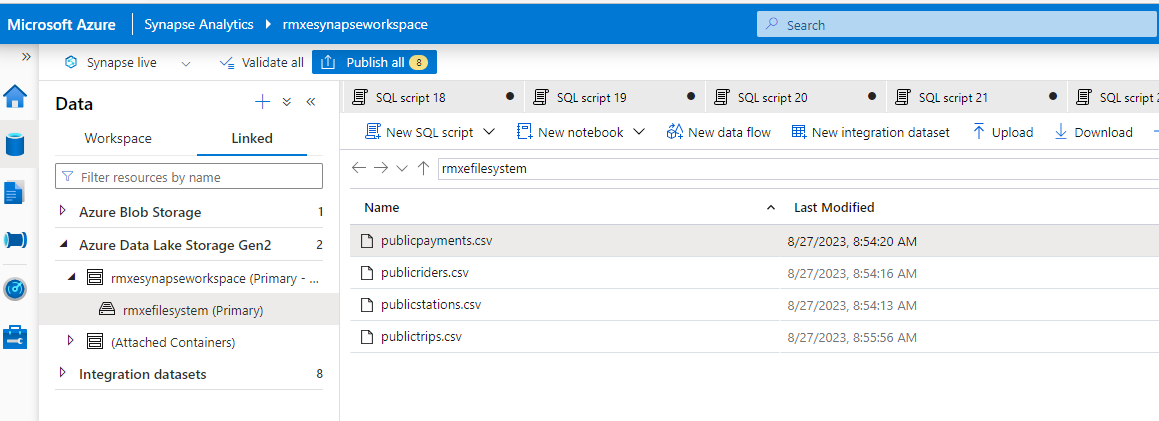 Microsoft Azure Synapse Analytics rmxesynapseworkspace Search
Synapse live Validate all Publish all 8
Data
Workspace Linked
Filter resources by name
Azure Blob Storage 1
Azure Data Lake Storage Gen2 2
rmxesynapseworkspace (Primary - ...
rmxefilesystem (Primary)
(Attached Containers)
Integration datasets 8
SQL script 18 SQL script 19 SQL script 20 SQL script 21 SQL script 2
New SQL script New notebook New data flow New integration dataset Upload Download
rmxefilesystem
Name Last Modified
publicpayments.csv 8/27/2023, 8:54:20 AM
publicriders.csv 8/27/2023, 8:54:16 AM
publicstations.csv 8/27/2023, 8:54:13 AM
publictrips.csv 8/27/2023, 8:55:56 AM